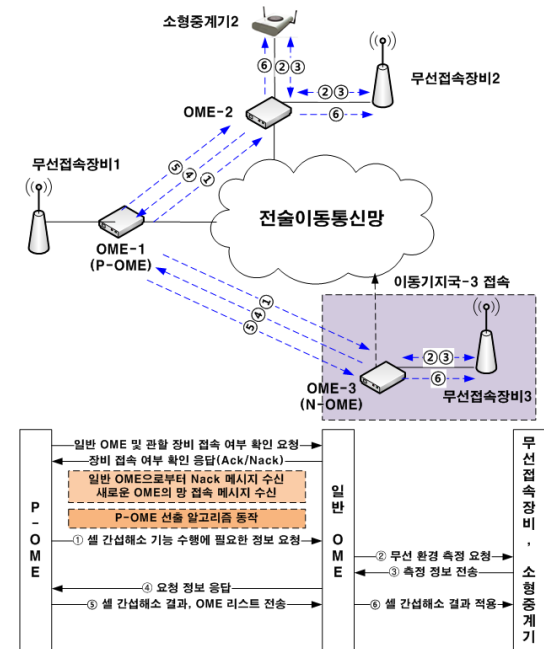 소형중계기2
⑥ ②③
②③
무선접속장비2
OME-2
⑥
무선접속장비1
⑤ ④ ①
전술이동통신망
OME-1
(P-OME)
이동기지국-3 접속
①
④
⑤
②③
⑥
OME-3
(N-OME)
무선접속장비3
P-OME
일반 OME
무선접속장비, 소형중계기
일반 OME 및 관할 장비 접속 여부 확인 요청
장비 접속 여부 확인 응답(Ack/Nack)
일반 OME으로부터 Nack 메시지 수신
새로운 OME의 망 접속 메시지 수신
P-OME 선출 알고리즘 동작
① 셀 간섭해소 기능 수행에 필요한 정보 요청
② 무선 환경 측정 요청
③ 측정 정보 전송
④ 요청 정보 응답
⑤ 셀 간섭해소 결과, OME 리스트 전송
⑥ 셀 간섭해소 결과 적용